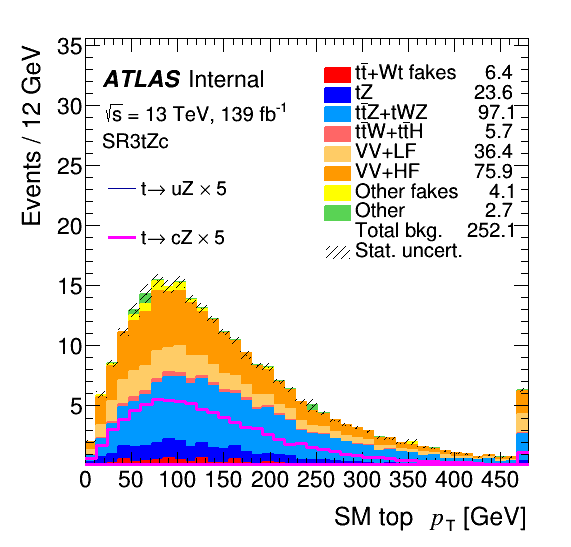 ATLAS Internal
√s = 13 TeV, 139 fb⁻¹
SR3tZc
t→ uZ × 5
t→ cZ × 5
tt̄+Wt fakes 6.4
tZ 23.6
tt̄Z+tWZ 97.1
tt̄W+tt̄H 5.7
VV+LF 36.4
VV+HF 75.9
Other fakes 4.1
Other 2.7
Total bkg. 252.1
Stat. uncert.
Events / 12 GeV
35
30
25
20
15
10
5
0 50 100 150 200 250 300 350 400 450
SM top p_T [GeV]